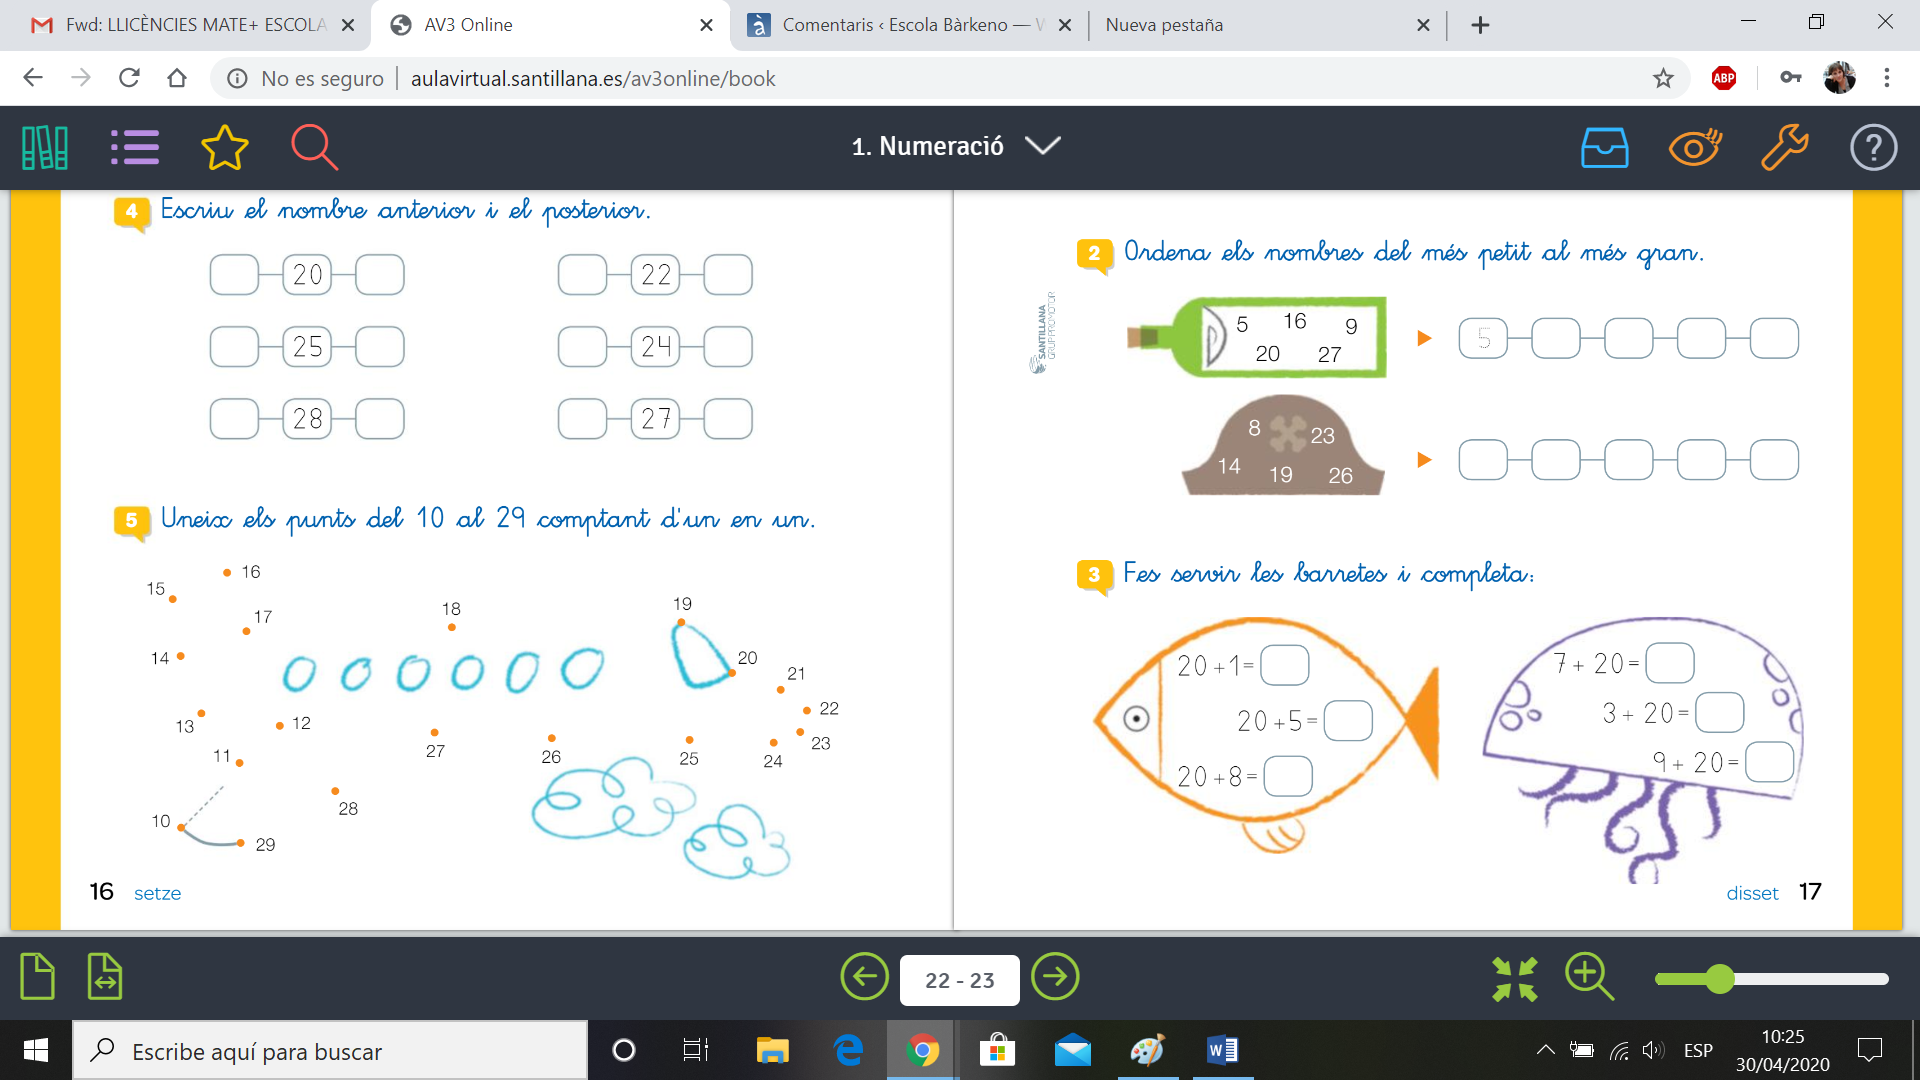 Fwd: LLICÈNCIES MATE+ ESCOLA
AV3 Online
Comentaris ‹ Escola Bàrkeno — W
Nueva pestaña
No es seguro
aulavirtual.santillana.es/av3online/book
ABP
1. Numeració
4 Escriu el nombre anterior i el posterior.
20
22
25
24
28
27
5 Uneix els punts del 10 al 29 comptant d'un en un.
15
16
17
18
19
14
20
21
22
13
12
23
11
27
26
25
24
10
28
29
16 setze
2 Ordena els nombres del més petit al més gran.
SANTILLANA
GRUP PROMOTOR
5 16 9
20 27
5
8 23
14 19 26
3 Fes servir les barretes i completa:
20 + 1 =
20 + 5 =
20 + 8 =
7 + 20 =
3 + 20 =
9 + 20 =
disset 17
22 - 23
Escribe aquí para buscar
ESP
10:25
30/04/2020